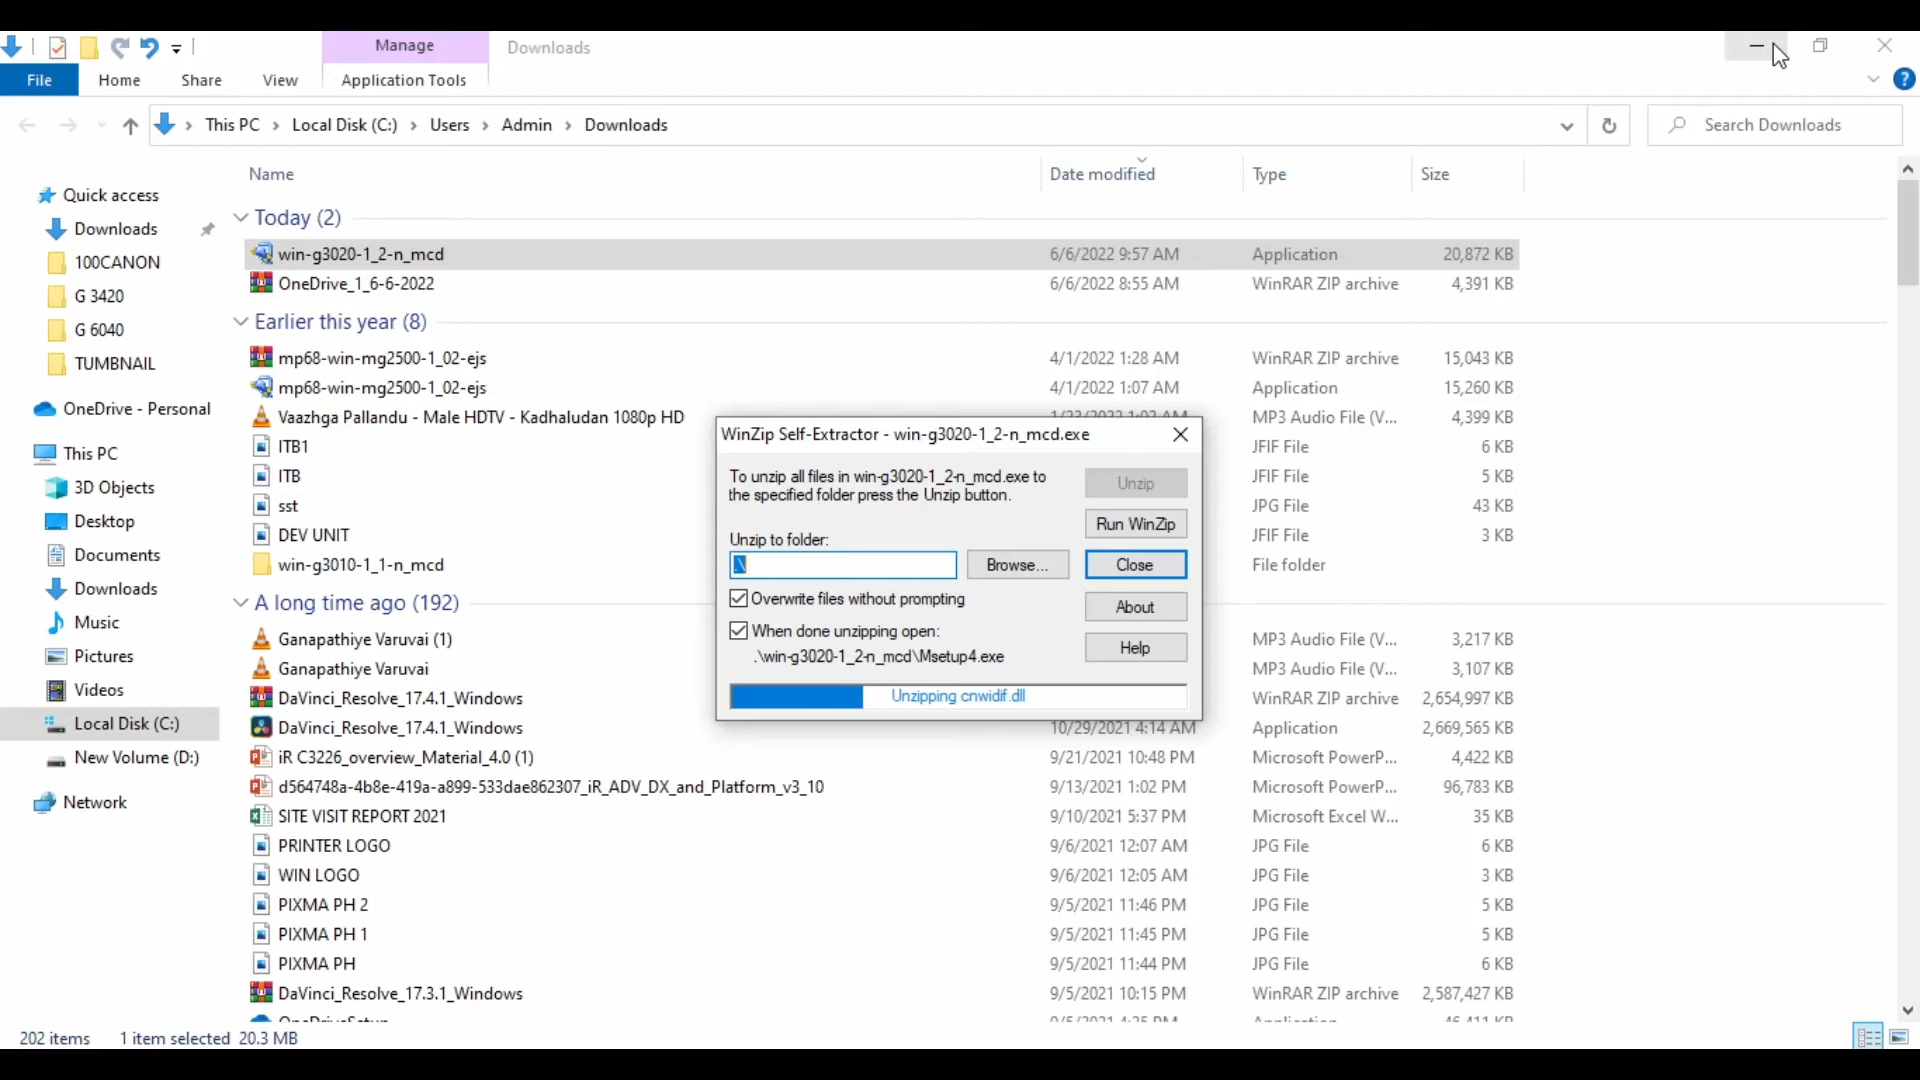 Manage
Downloads
File
Home
Share
View
Application Tools
This PC
Local Disk (C:)
Users
Admin
Downloads
Search Downloads
Name
Date modified
Type
Size
Quick access
Downloads
100CANON
G 3420
G 6040
TUMBNAIL
OneDrive - Personal
This PC
3D Objects
Desktop
Documents
Downloads
Music
Pictures
Videos
Local Disk (C:)
New Volume (D:)
Network
Today (2)
win-g3020-1_2-n_mcd 6/6/2022 9:57 AM Application 20,872 KB
OneDrive_1_6-6-2022 6/6/2022 8:55 AM WinRAR ZIP archive 4,391 KB
Earlier this year (8)
mp68-win-mg2500-1_02-ejs 4/1/2022 1:28 AM WinRAR ZIP archive 15,043 KB
mp68-win-mg2500-1_02-ejs 4/1/2022 1:07 AM Application 15,260 KB
Vaazhga Pallandu - Male HDTV - Kadhaludan 1080p HD MP3 Audio File (V... 4,399 KB
ITB1 JFIF File 6 KB
ITB JFIF File 5 KB
sst JPG File 43 KB
DEV UNIT JFIF File 3 KB
win-g3010-1_1-n_mcd File folder
A long time ago (192)
Ganapathiye Varuvai (1) MP3 Audio File (V... 3,217 KB
Ganapathiye Varuvai MP3 Audio File (V... 3,107 KB
DaVinci_Resolve_17.4.1_Windows WinRAR ZIP archive 2,654,997 KB
DaVinci_Resolve_17.4.1_Windows 10/29/2021 4:14 AM Application 2,669,565 KB
iR C3226_overview_Material_4.0 (1) 9/21/2021 10:48 PM Microsoft PowerP... 4,422 KB
d564748a-4b8e-419a-a899-533dae862307_iR_ADV_DX_and_Platform_v3_10 9/13/2021 1:02 PM Microsoft PowerP... 96,783 KB
SITE VISIT REPORT 2021 9/10/2021 5:37 PM Microsoft Excel W... 35 KB
PRINTER LOGO 9/6/2021 12:07 AM JPG File 6 KB
WIN LOGO 9/6/2021 12:05 AM JPG File 3 KB
PIXMA PH 2 9/5/2021 11:46 PM JPG File 5 KB
PIXMA PH 1 9/5/2021 11:45 PM JPG File 5 KB
PIXMA PH 9/5/2021 11:44 PM JPG File 6 KB
DaVinci_Resolve_17.3.1_Windows 9/5/2021 10:15 PM WinRAR ZIP archive 2,587,427 KB
WinZip Self-Extractor - win-g3020-1_2-n_mcd.exe
To unzip all files in win-g3020-1_2-n_mcd.exe to
the specified folder press the Unzip button.
Unzip to folder:
.\
Browse...
Overwrite files without prompting
When done unzipping open:
.\win-g3020-1_2-n_mcd\Msetup4.exe
Unzip
Run WinZip
Close
About
Help
Unzipping cnwidif.dll
202 items 1 item selected 20.3 MB